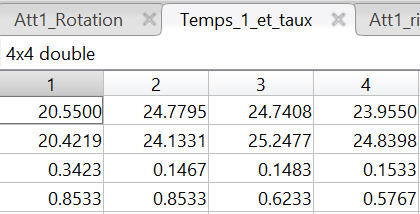 Att1_Rotation Temps_1_et_taux Att1_ri
4x4 double
1 2 3 4
20.5500 24.7795 24.7408 23.9550
20.4219 24.1331 25.2477 24.8398
0.3423 0.1467 0.1483 0.1533
0.8533 0.8533 0.6233 0.5767